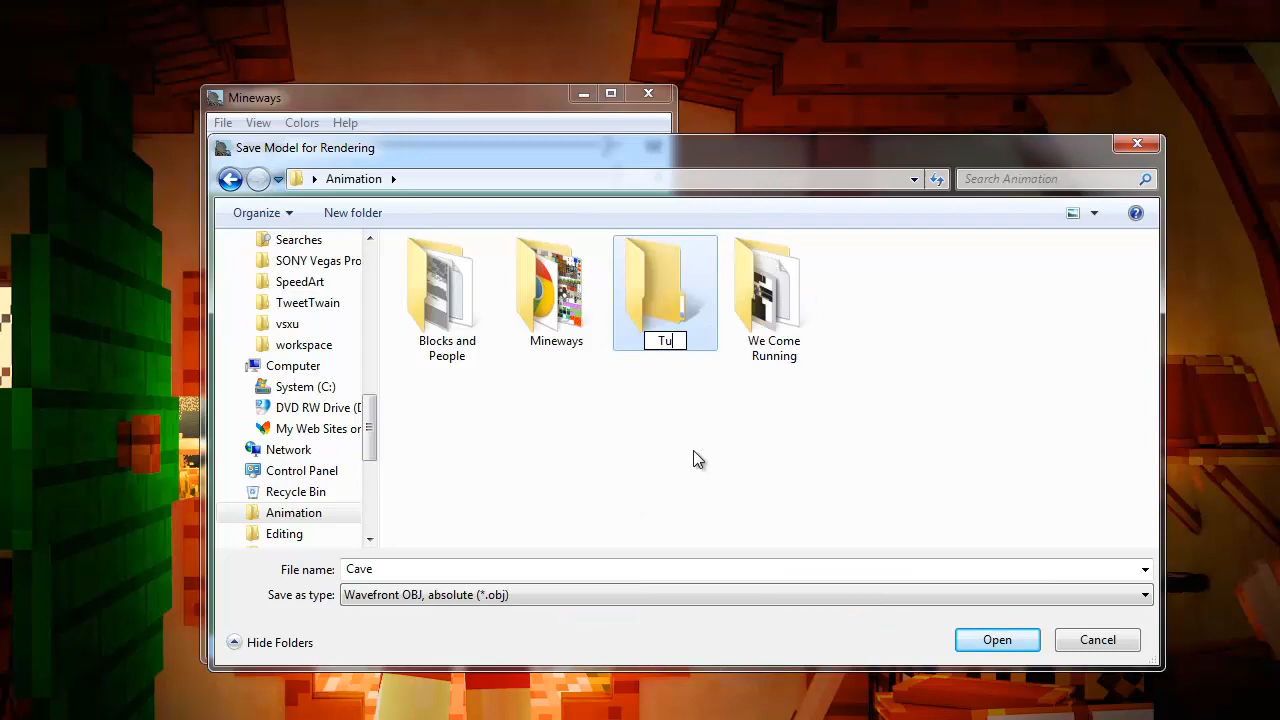 Mineways
File View Colors Help
Save Model for Rendering
Animation
Search Animation
Organize New folder
Searches
SONY Vegas Pro
SpeedArt
TweetTwain
vsxu
workspace
Computer
System (C:)
DVD RW Drive (D
My Web Sites on
Network
Control Panel
Recycle Bin
Animation
Editing
Blocks and
People
Mineways
Tu
We Come
Running
File name: Cave
Save as type: Wavefront OBJ, absolute (*.obj)
Hide Folders
Open Cancel